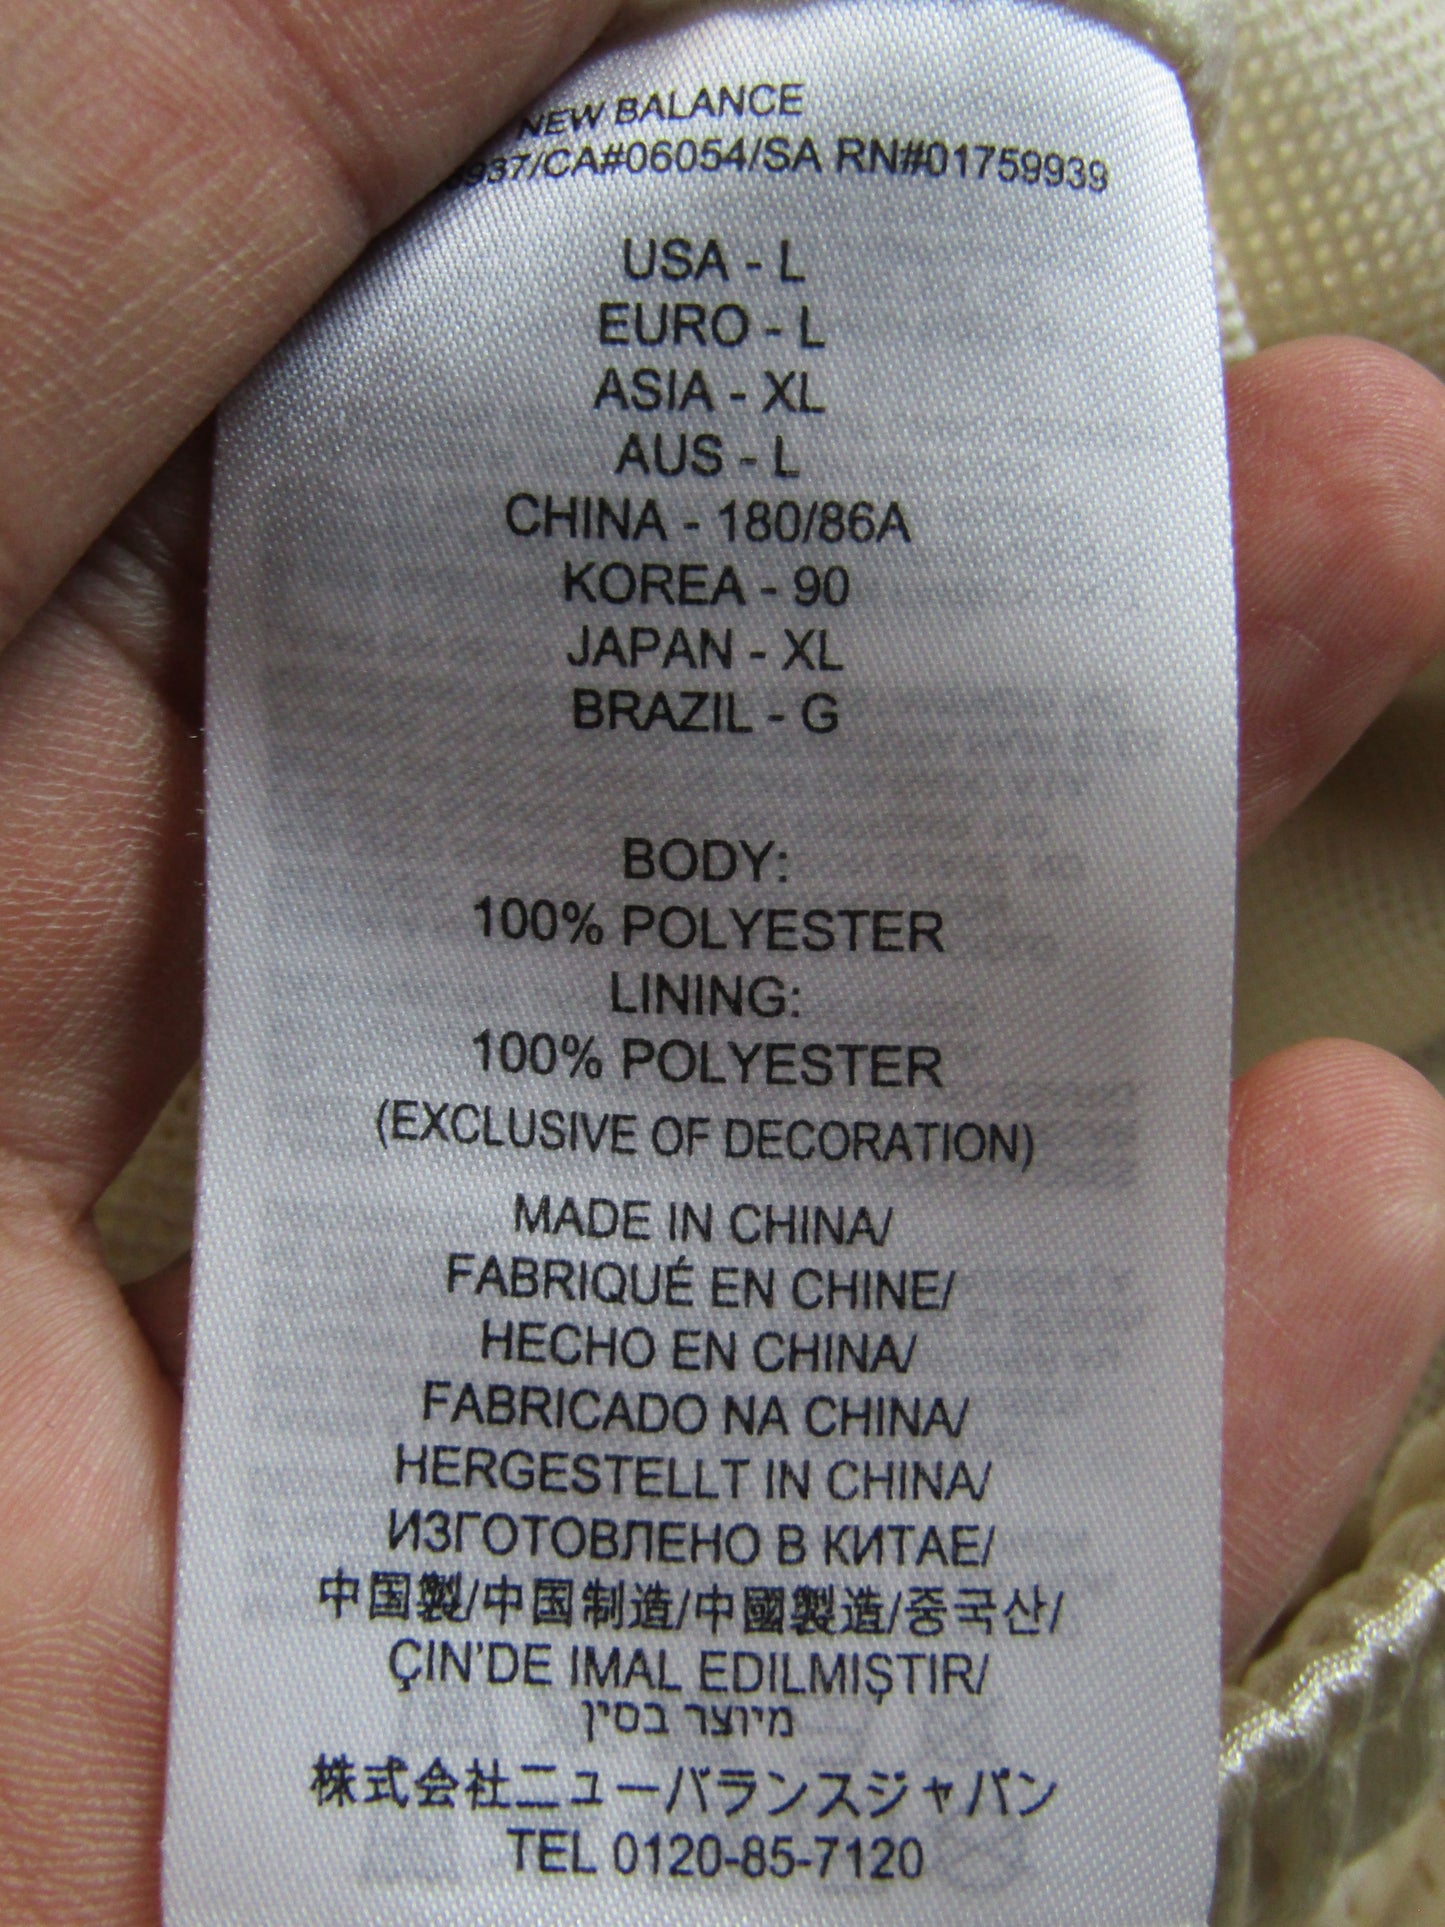 NEW BALANCE
937/CA#06054/SA RN#01759939
USA - L
EURO - L
ASIA - XL
AUS - L
CHINA - 180/86A
KOREA - 90
JAPAN - XL
BRAZIL - G
BODY:
100% POLYESTER
LINING:
100% POLYESTER
(EXCLUSIVE OF DECORATION)
MADE IN CHINA/
FABRIQUÉ EN CHINE/
HECHO EN CHINA/
FABRICADO NA CHINA/
HERGESTELLT IN CHINA/
ИЗГОТОВЛЕНО В КИТАЕ/
中国製/中国制造/中國製造/중국산/
ÇIN'DE IMAL EDILMIŞTIR/
מיוצר בסין
株式会社ニューバランスジャパン
TEL 0120-85-7120